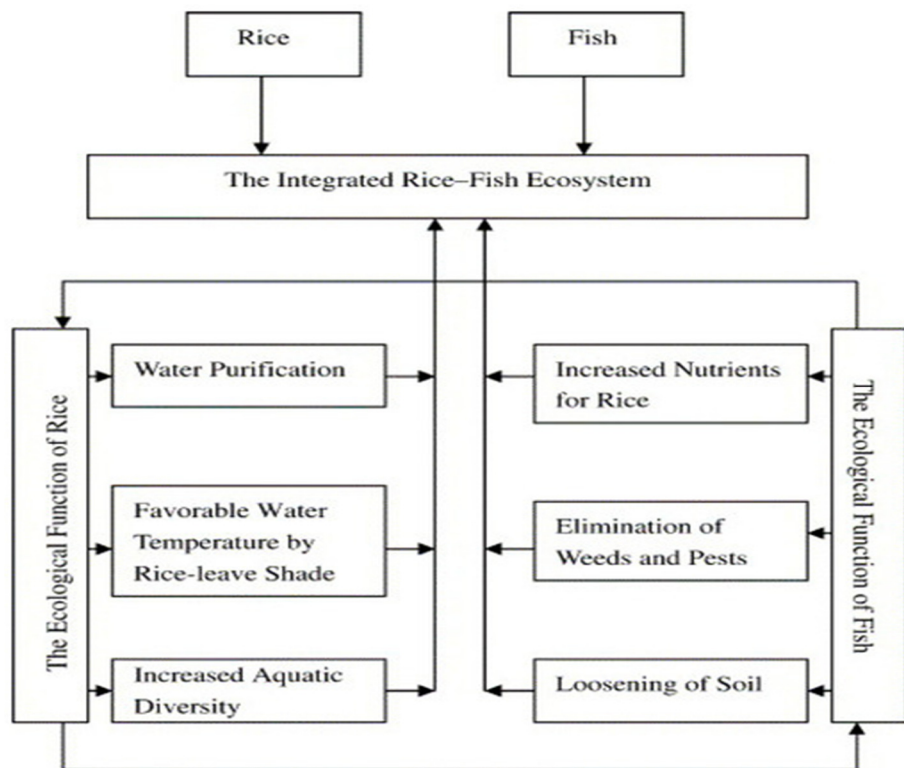 Rice
Fish
The Integrated Rice–Fish Ecosystem
The Ecological Function of Rice
Water Purification
Favorable Water
Temperature by
Rice-leave Shade
Increased Aquatic
Diversity
Increased Nutrients
for Rice
Elimination of
Weeds and Pests
Loosening of Soil
The Ecological Function of Fish